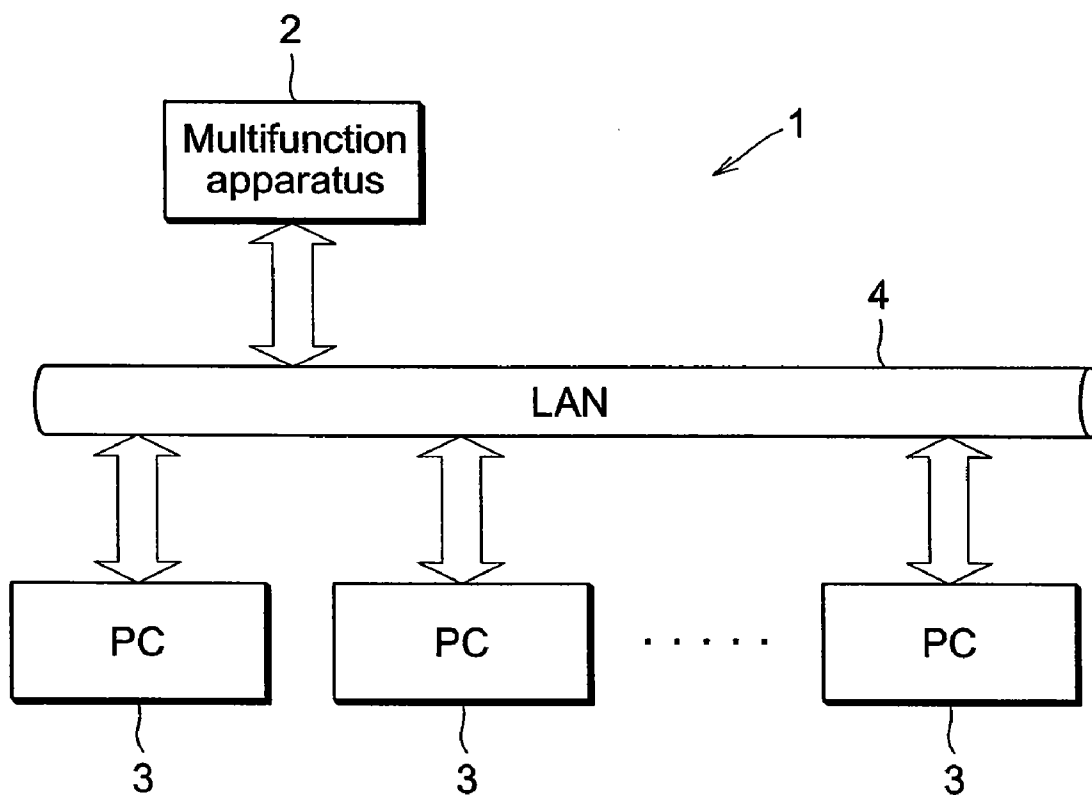 2
Multifunction
apparatus
1
4
LAN
PC
PC
.....
PC
3
3
3